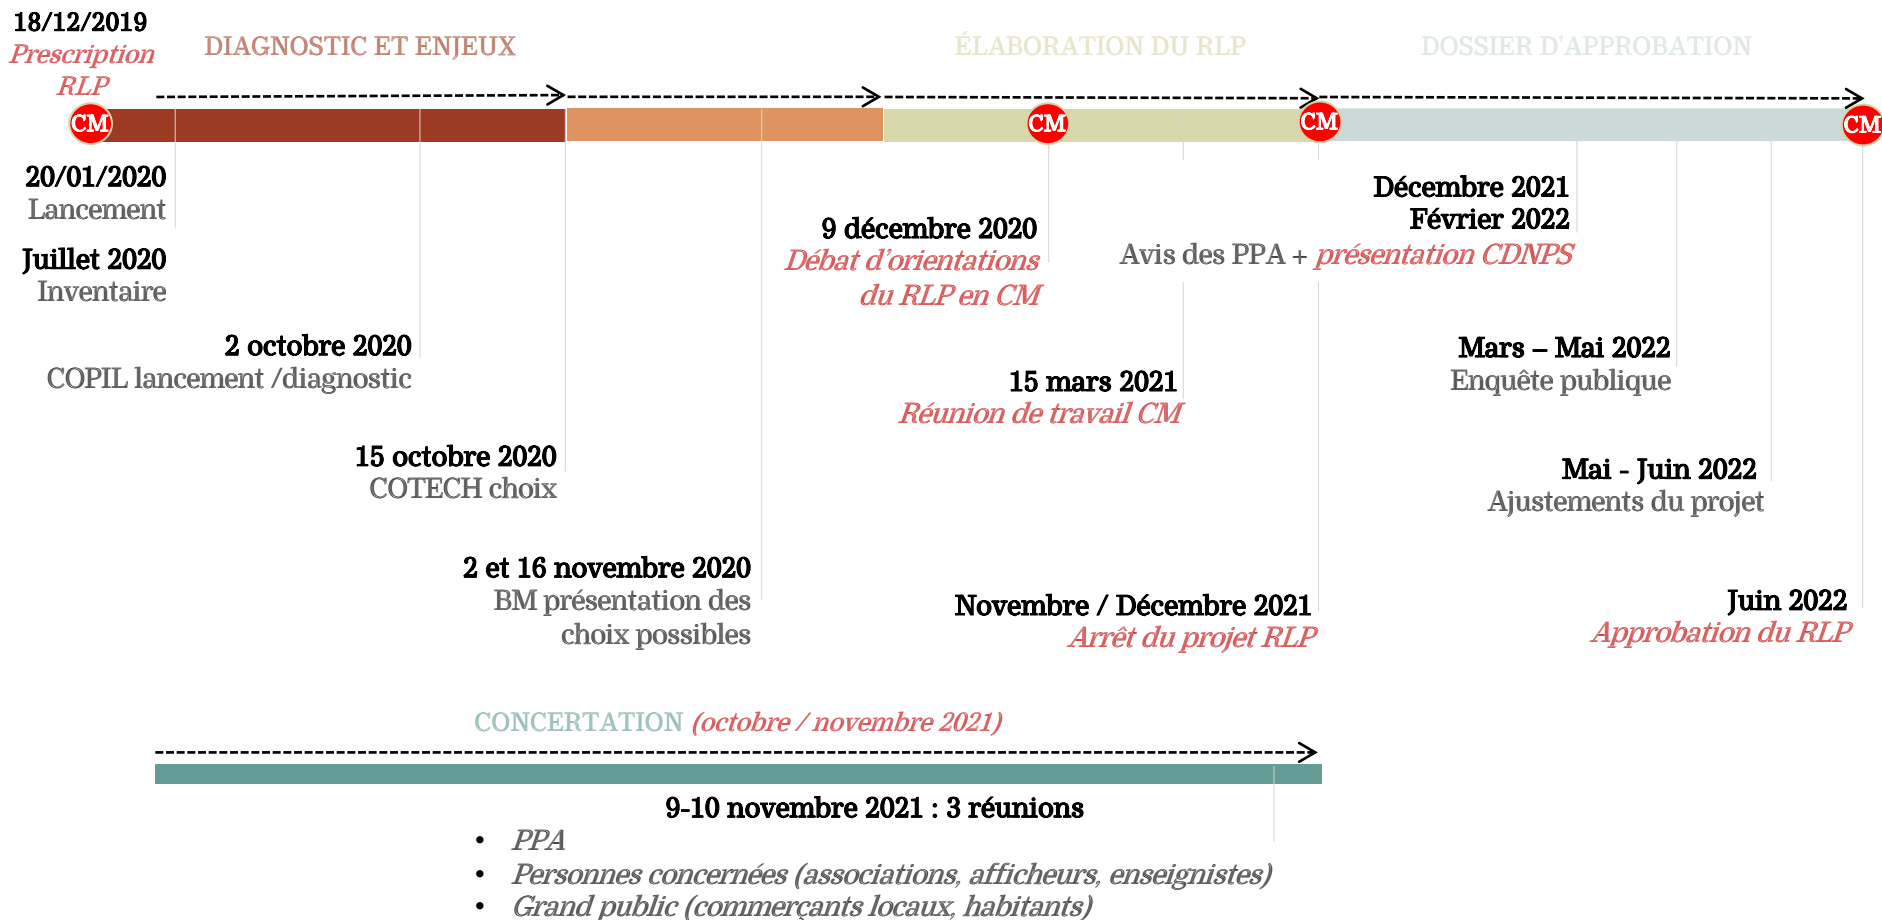 18/12/2019
Prescription
RLP
DIAGNOSTIC ET ENJEUX
ÉLABORATION DU RLP
DOSSIER D'APPROBATION
CM
CM
CM
CM
20/01/2020
Lancement
Juillet 2020
Inventaire
2 octobre 2020
COPIL lancement /diagnostic
15 octobre 2020
COTECH choix
2 et 16 novembre 2020
BM présentation des
choix possibles
9 décembre 2020
Débat d'orientations
du RLP en CM
15 mars 2021
Réunion de travail CM
Novembre / Décembre 2021
Arrêt du projet RLP
Décembre 2021
Février 2022
Avis des PPA + présentation CDNPS
Mars – Mai 2022
Enquête publique
Mai - Juin 2022
Ajustements du projet
Juin 2022
Approbation du RLP
CONCERTATION (octobre / novembre 2021)
9-10 novembre 2021 : 3 réunions
• PPA
• Personnes concernées (associations, afficheurs, enseignistes)
• Grand public (commerçants locaux, habitants)